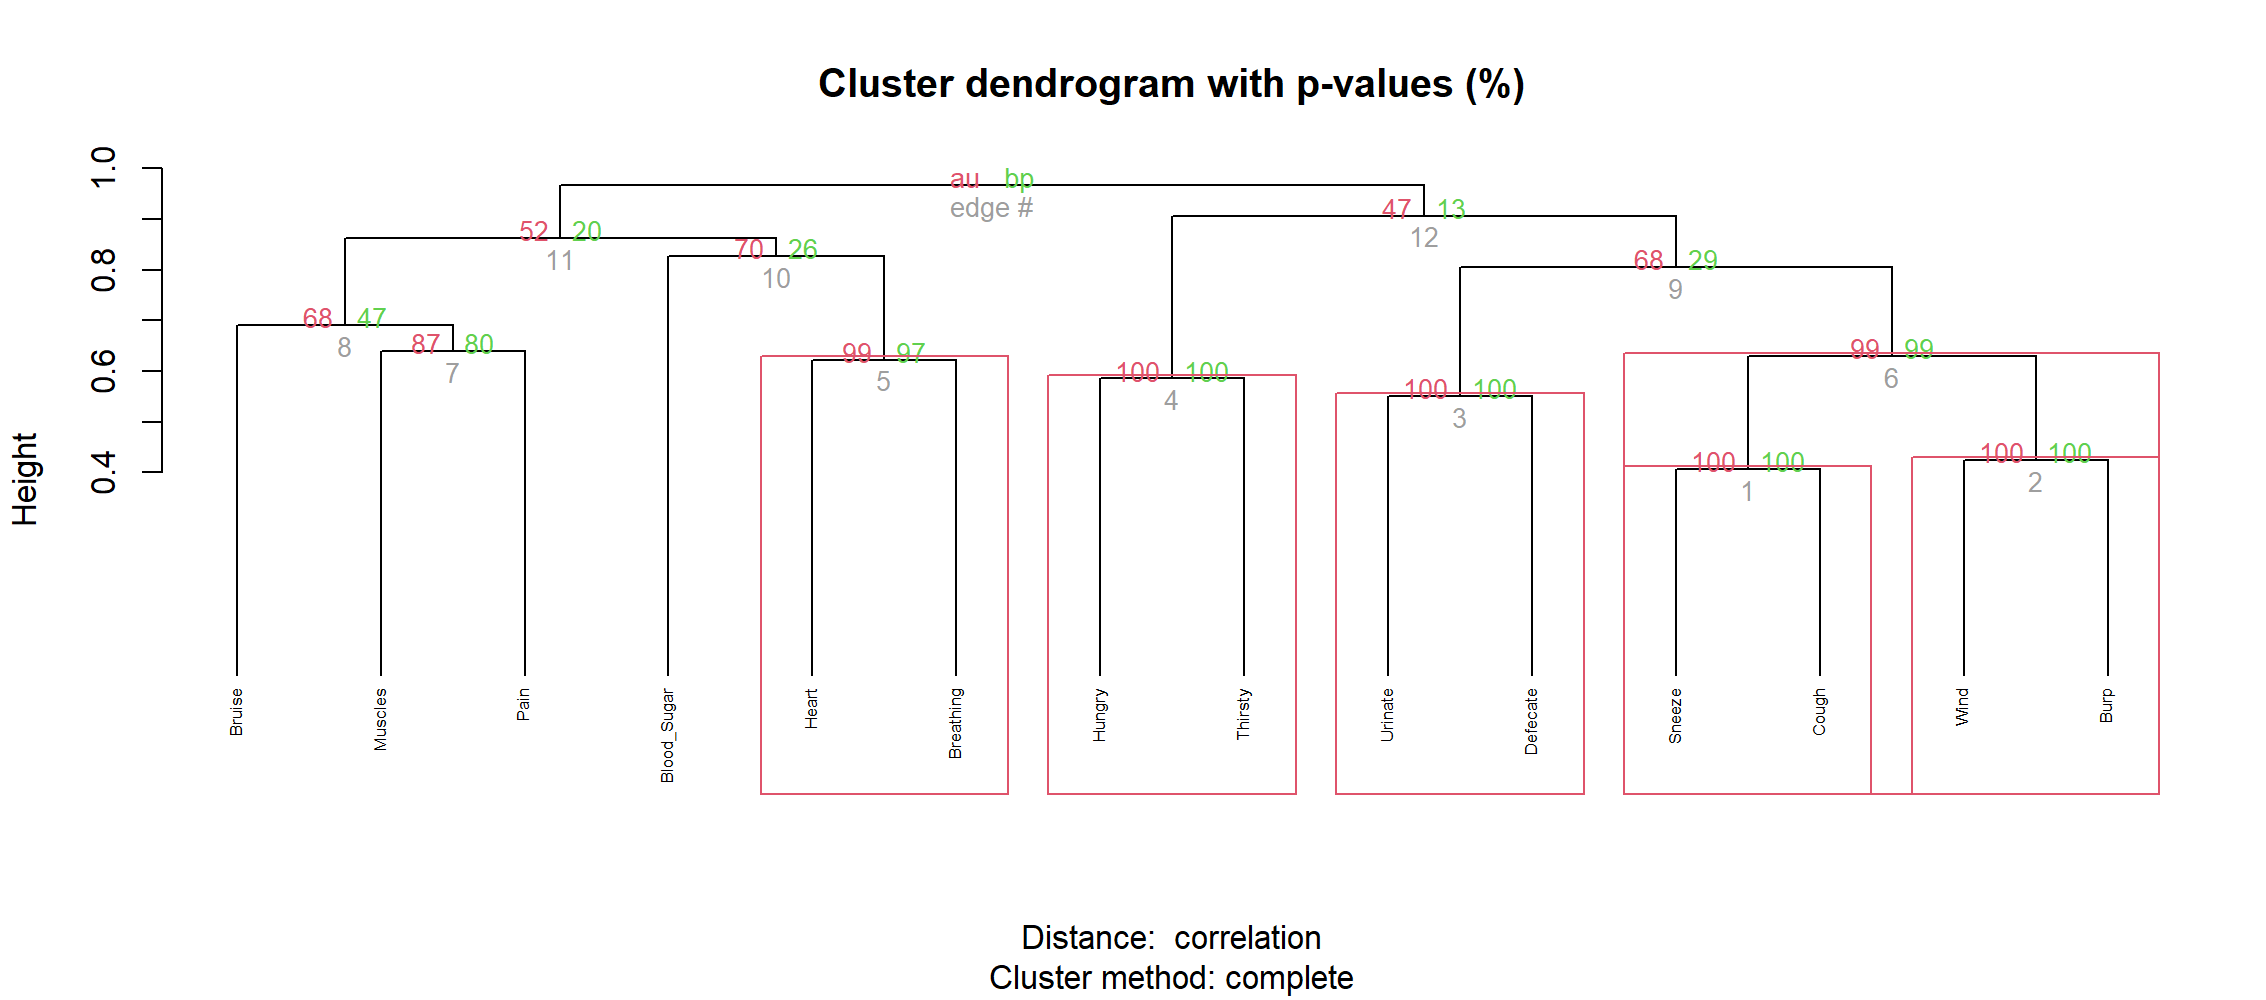 Cluster dendrogram with p-values (%)
Height
1.0
0.8
0.6
0.4
au bp
edge #
52 20
11
47 13
12
70 26
10
68 29
9
68 47
8
87 80
7
99 97
5
100 100
4
100 100
3
99 99
6
100 100
1
100 100
2
Bruise
Muscles
Pain
Blood_Sugar
Heart
Breathing
Hungry
Thirsty
Urinate
Defecate
Sneeze
Cough
Wind
Burp
Distance: correlation
Cluster method: complete